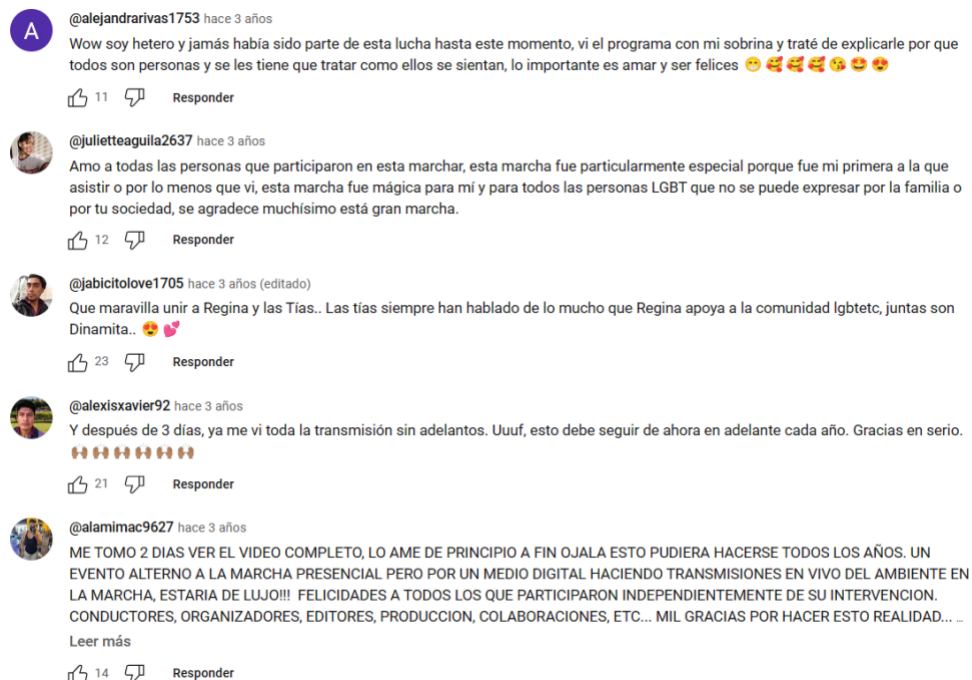 A
@alejandrarivas1753 hace 3 años
Wow soy hetero y jamás había sido parte de esta lucha hasta este momento, vi el programa con mi sobrina y traté de explicarle por que
todos son personas y se les tiene que tratar como ellos se sientan, lo importante es amar y ser felices 😁 🥰 🥰 🥰 😘 🤩 😍
11 Responder
@julietteaguila2637 hace 3 años
Amo a todas las personas que participaron en esta marchar, esta marcha fue particularmente especial porque fue mi primera a la que
asistir o por lo menos que vi, esta marcha fue mágica para mí y para todos las personas LGBT que no se puede expresar por la familia o
por tu sociedad, se agradece muchísimo está gran marcha.
12 Responder
@jabicitolove1705 hace 3 años (editado)
Que maravilla unir a Regina y las Tías.. Las tías siempre han hablado de lo mucho que Regina apoya a la comunidad lgbtetc, juntas son
Dinamita.. 😍 💕
23 Responder
@alexisxavier92 hace 3 años
Y después de 3 días, ya me vi toda la transmisión sin adelantos. Uuuf, esto debe seguir de ahora en adelante cada año. Gracias en serio.
🙌🏽 🙌🏽 🙌🏽 🙌🏽 🙌🏽 🙌🏽
21 Responder
@alamimac9627 hace 3 años
ME TOMO 2 DIAS VER EL VIDEO COMPLETO, LO AME DE PRINCIPIO A FIN OJALA ESTO PUDIERA HACERSE TODOS LOS AÑOS. UN
EVENTO ALTERNO A LA MARCHA PRESENCIAL PERO POR UN MEDIO DIGITAL HACIENDO TRANSMISIONES EN VIVO DEL AMBIENTE EN
LA MARCHA, ESTARIA DE LUJO!!! FELICIDADES A TODOS LOS QUE PARTICIPARON INDEPENDIENTEMENTE DE SU INTERVENCION.
CONDUCTORES, ORGANIZADORES, EDITORES, PRODUCCION, COLABORACIONES, ETC... MIL GRACIAS POR HACER ESTO REALIDAD... …
Leer más
14 Responder